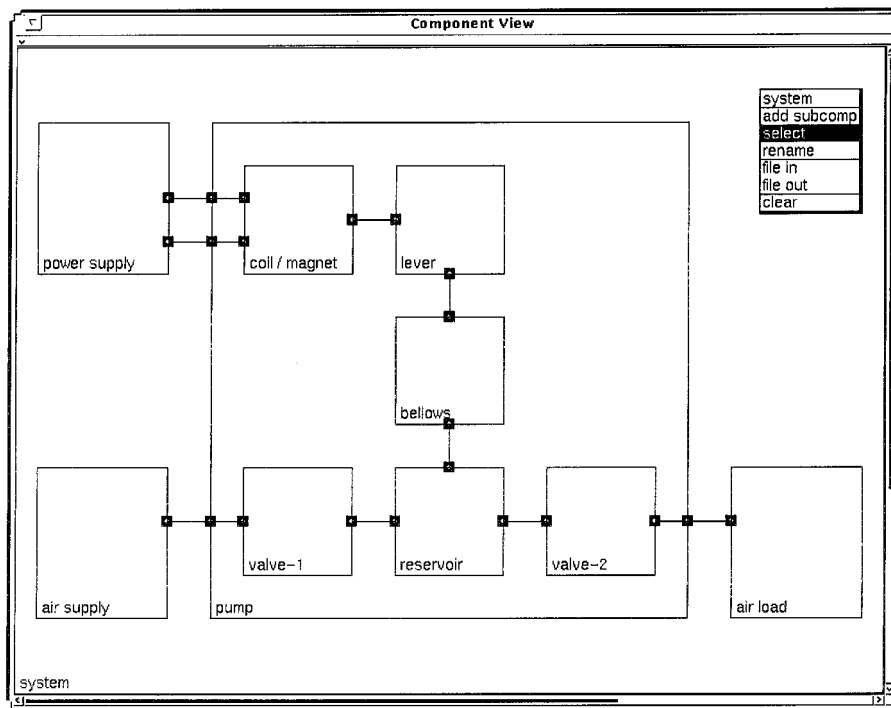 Component View
system
add subcomp
select
rename
file in
file out
clear
power supply
coil / magnet
lever
bellows
valve-1
reservoir
valve-2
air supply
pump
air load
system